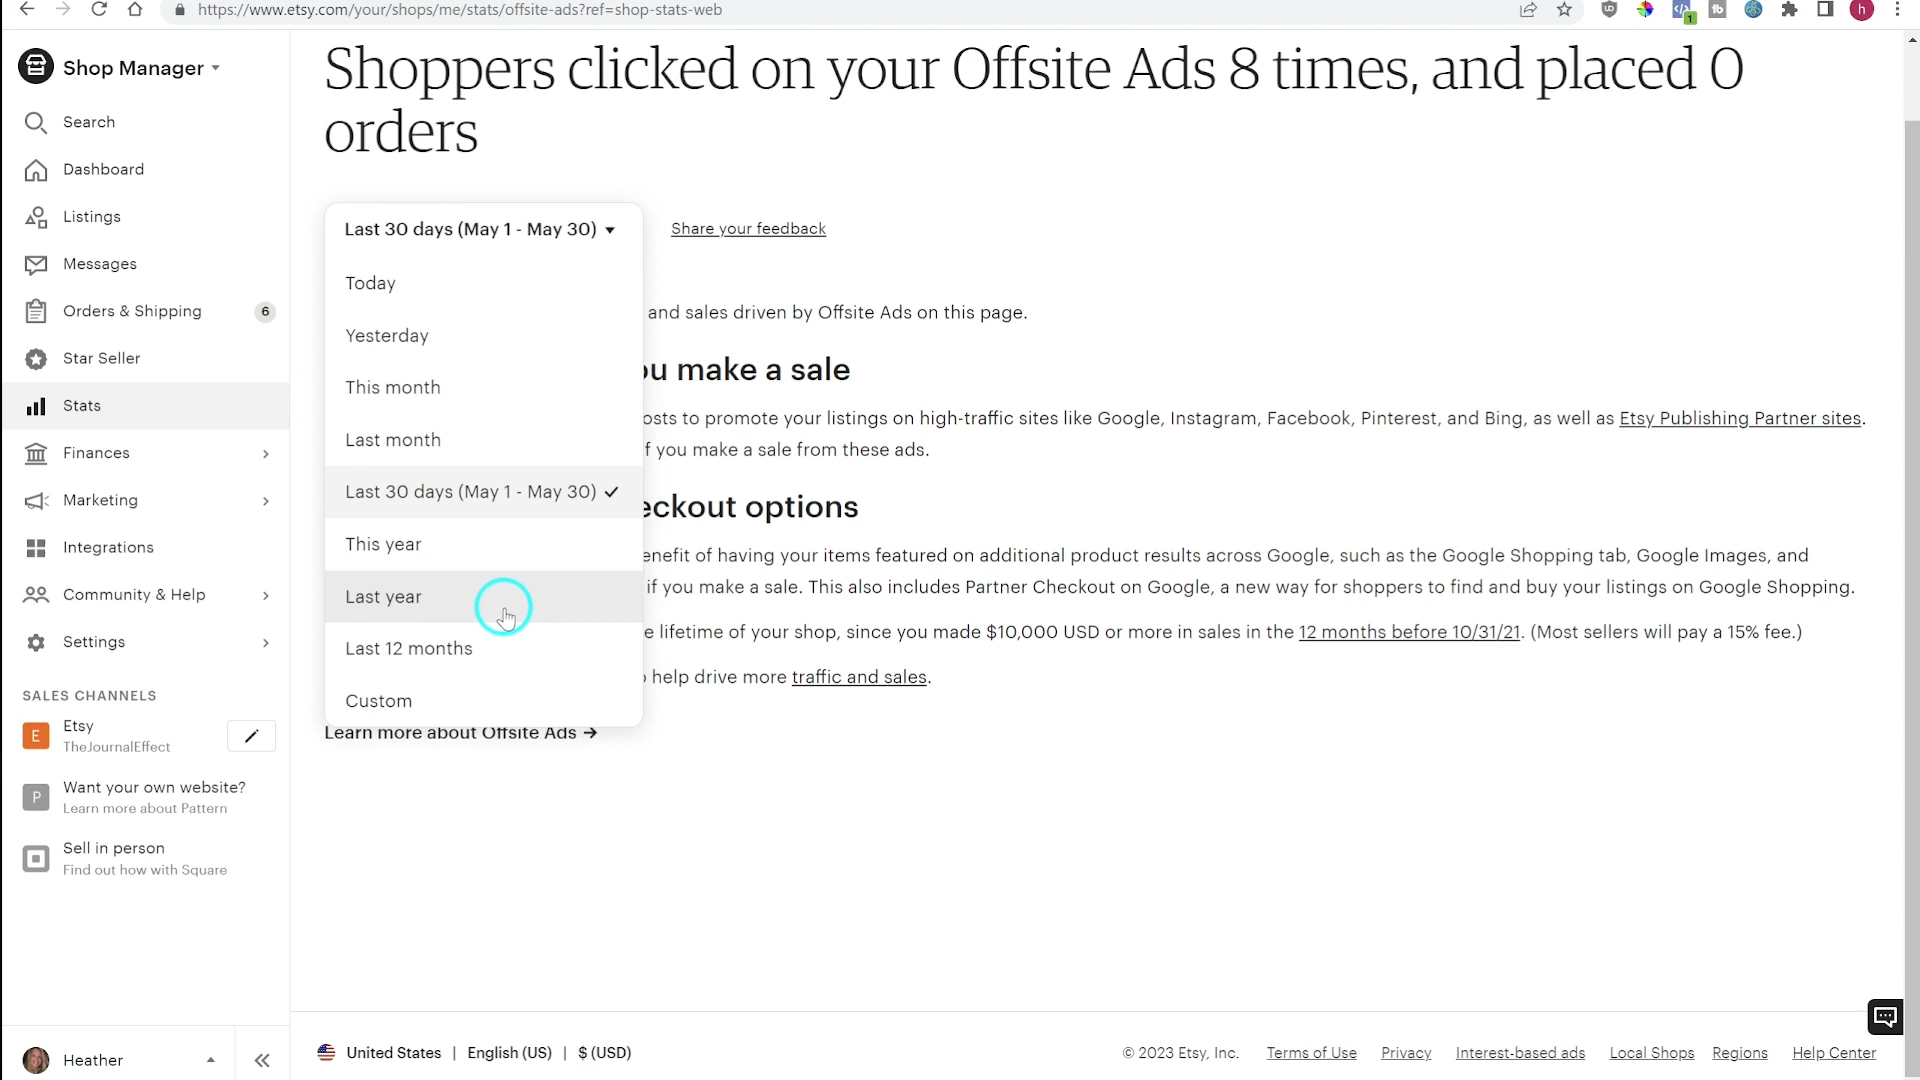 https://www.etsy.com/your/shops/me/stats/offsite-ads?ref=shop-stats-web
1
h
Shop Manager
Search
Dashboard
Listings
Messages
Orders & Shipping 6
Star Seller
Stats
Finances
Marketing
Integrations
Community & Help
Settings
SALES CHANNELS
E
Etsy
TheJournalEffect
P
Want your own website?
Learn more about Pattern
Sell in person
Find out how with Square
Heather
Shoppers clicked on your Offsite Ads 8 times, and placed 0
orders
Last 30 days (May 1 - May 30)
Share your feedback
Today
Yesterday
This month
Last month
Last 30 days (May 1 - May 30)
This year
Last year
Last 12 months
Custom
and sales driven by Offsite Ads on this page.
ou make a sale
osts to promote your listings on high-traffic sites like Google, Instagram, Facebook, Pinterest, and Bing, as well as Etsy Publishing Partner sites.
f you make a sale from these ads.
eckout options
enefit of having your items featured on additional product results across Google, such as the Google Shopping tab, Google Images, and
if you make a sale. This also includes Partner Checkout on Google, a new way for shoppers to find and buy your listings on Google Shopping.
e lifetime of your shop, since you made $10,000 USD or more in sales in the 12 months before 10/31/21. (Most sellers will pay a 15% fee.)
o help drive more traffic and sales.
Learn more about Offsite Ads →
United States | English (US) | $ (USD)
© 2023 Etsy, Inc. Terms of Use Privacy Interest-based ads Local Shops Regions Help Center